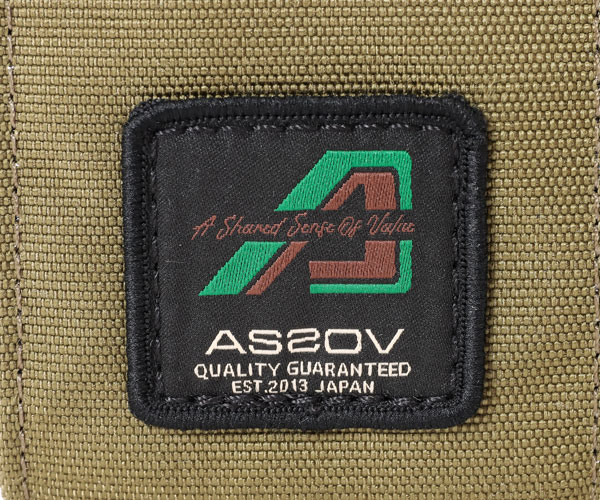 A Shared Sense Of Value
AS2OV
QUALITY GUARANTEED
EST.2013 JAPAN